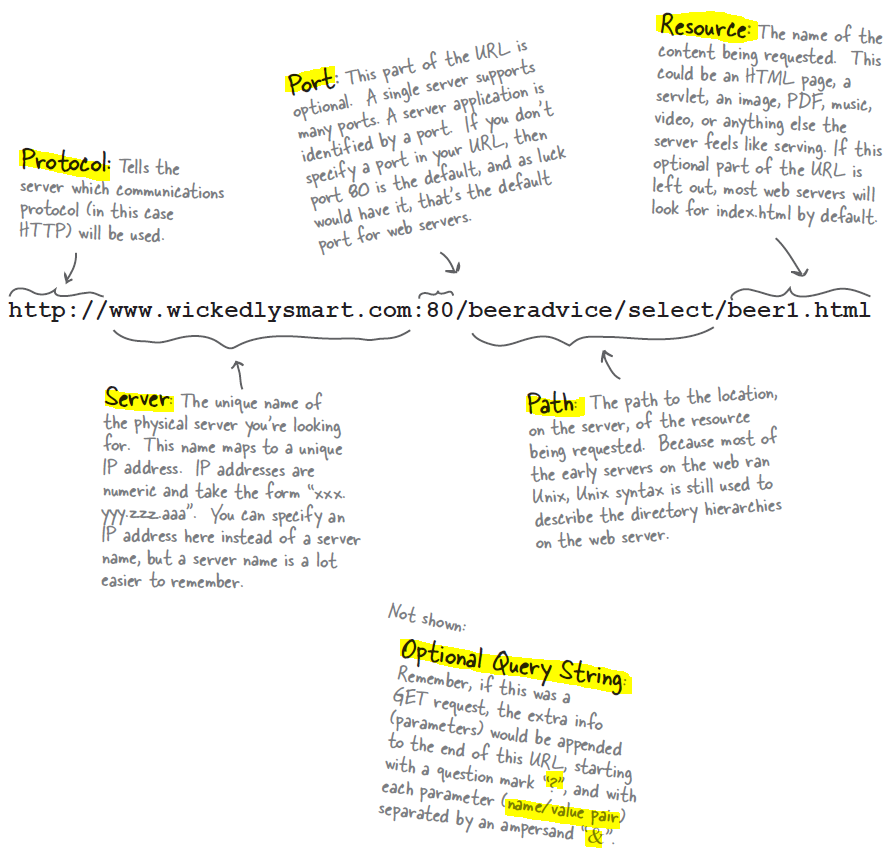 Protocol: Tells the
server which communications
protocol (in this case
HTTP) will be used.
Port: This part of the URL is
optional. A single server supports
many ports. A server application is
identified by a port. If you don't
specify a port in your URL, then
port 80 is the default, and as luck
would have it, that's the default
port for web servers.
Resource: The name of the
content being requested. This
could be an HTML page, a
servlet, an image, PDF, music,
video, or anything else the
server feels like serving. If this
optional part of the URL is
left out, most web servers will
look for index.html by default.
http://www.wickedlysmart.com:80/beeradvice/select/beer1.html
Server: The unique name of
the physical server you're looking
for. This name maps to a unique
IP address. IP addresses are
numeric and take the form "xxx.
yyy.zzz.aaa". You can specify an
IP address here instead of a server
name, but a server name is a lot
easier to remember.
Path: The path to the location,
on the server, of the resource
being requested. Because most of
the early servers on the web ran
Unix, Unix syntax is still used to
describe the directory hierarchies
on the web server.
Not shown:
Optional Query String:
Remember, if this was a
GET request, the extra info
(parameters) would be appended
to the end of this URL, starting
with a question mark "?", and with
each parameter (name/value pair)
separated by an ampersand "&".